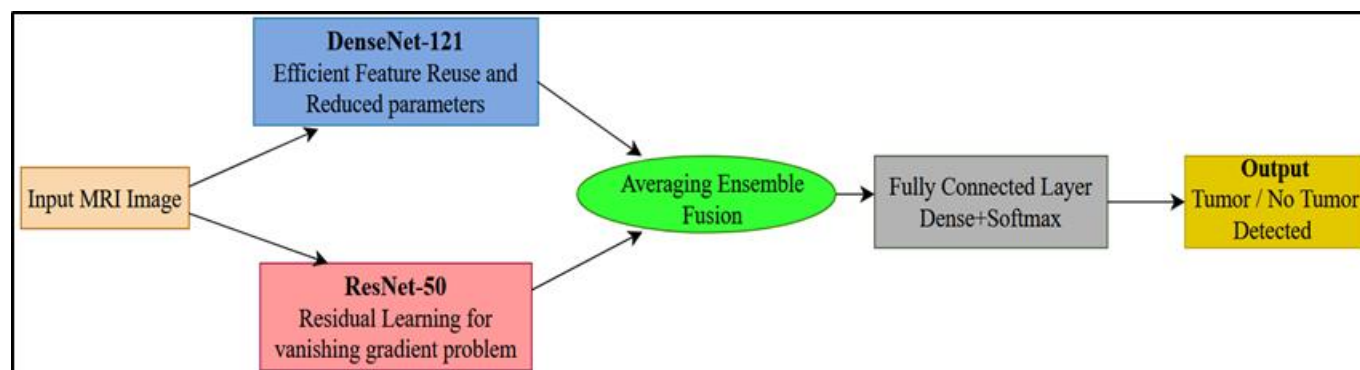 Input MRI Image
DenseNet-121
Efficient Feature Reuse and
Reduced parameters
ResNet-50
Residual Learning for
vanishing gradient problem
Averaging Ensemble
Fusion
Fully Connected Layer
Dense+Softmax
Output
Tumor / No Tumor
Detected